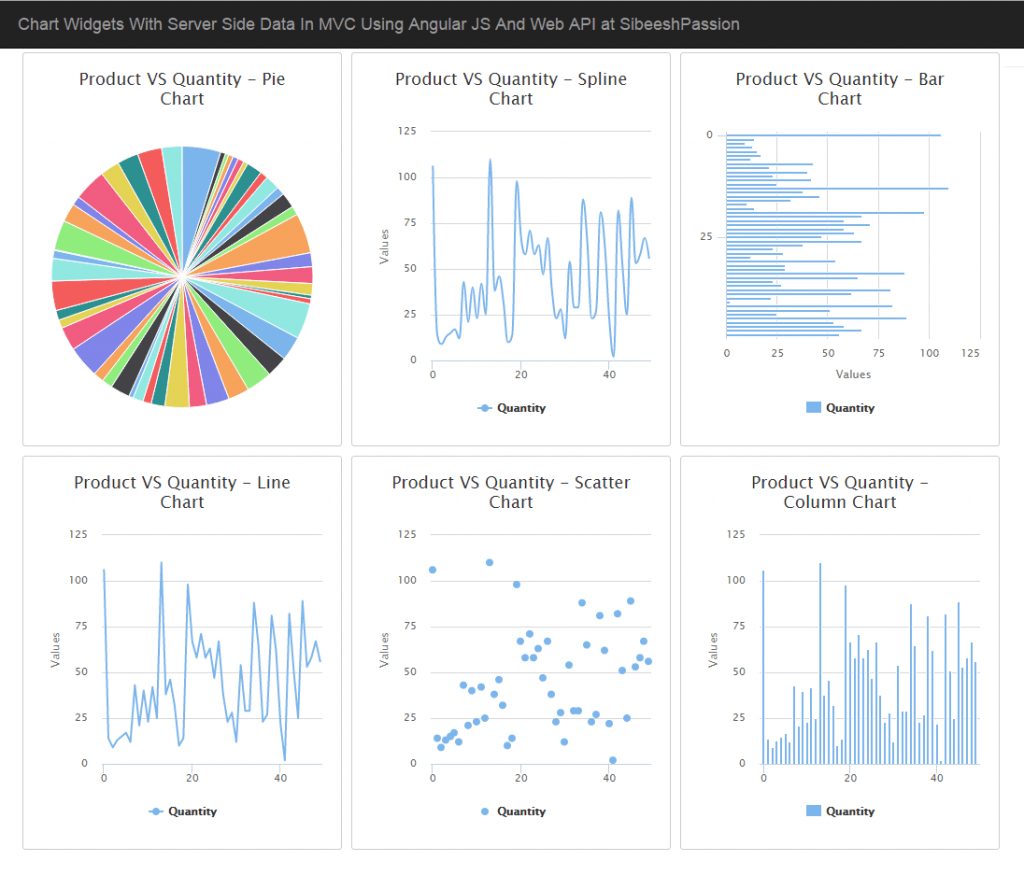 Chart Widgets With Server Side Data In MVC Using Angular JS And Web API at SibeeshPassion
Product VS Quantity - Pie
Chart
Product VS Quantity - Spline
Chart
125
100
75
50
25
0
Values
0
20
40
Quantity
Product VS Quantity - Bar
Chart
0
25
0
25
50
75
100
125
Values
Quantity
Product VS Quantity - Line
Chart
125
100
75
50
25
0
Values
0
20
40
Quantity
Product VS Quantity - Scatter
Chart
125
100
75
50
25
0
Values
0
20
40
Quantity
Product VS Quantity -
Column Chart
125
100
75
50
25
0
Values
0
20
40
Quantity